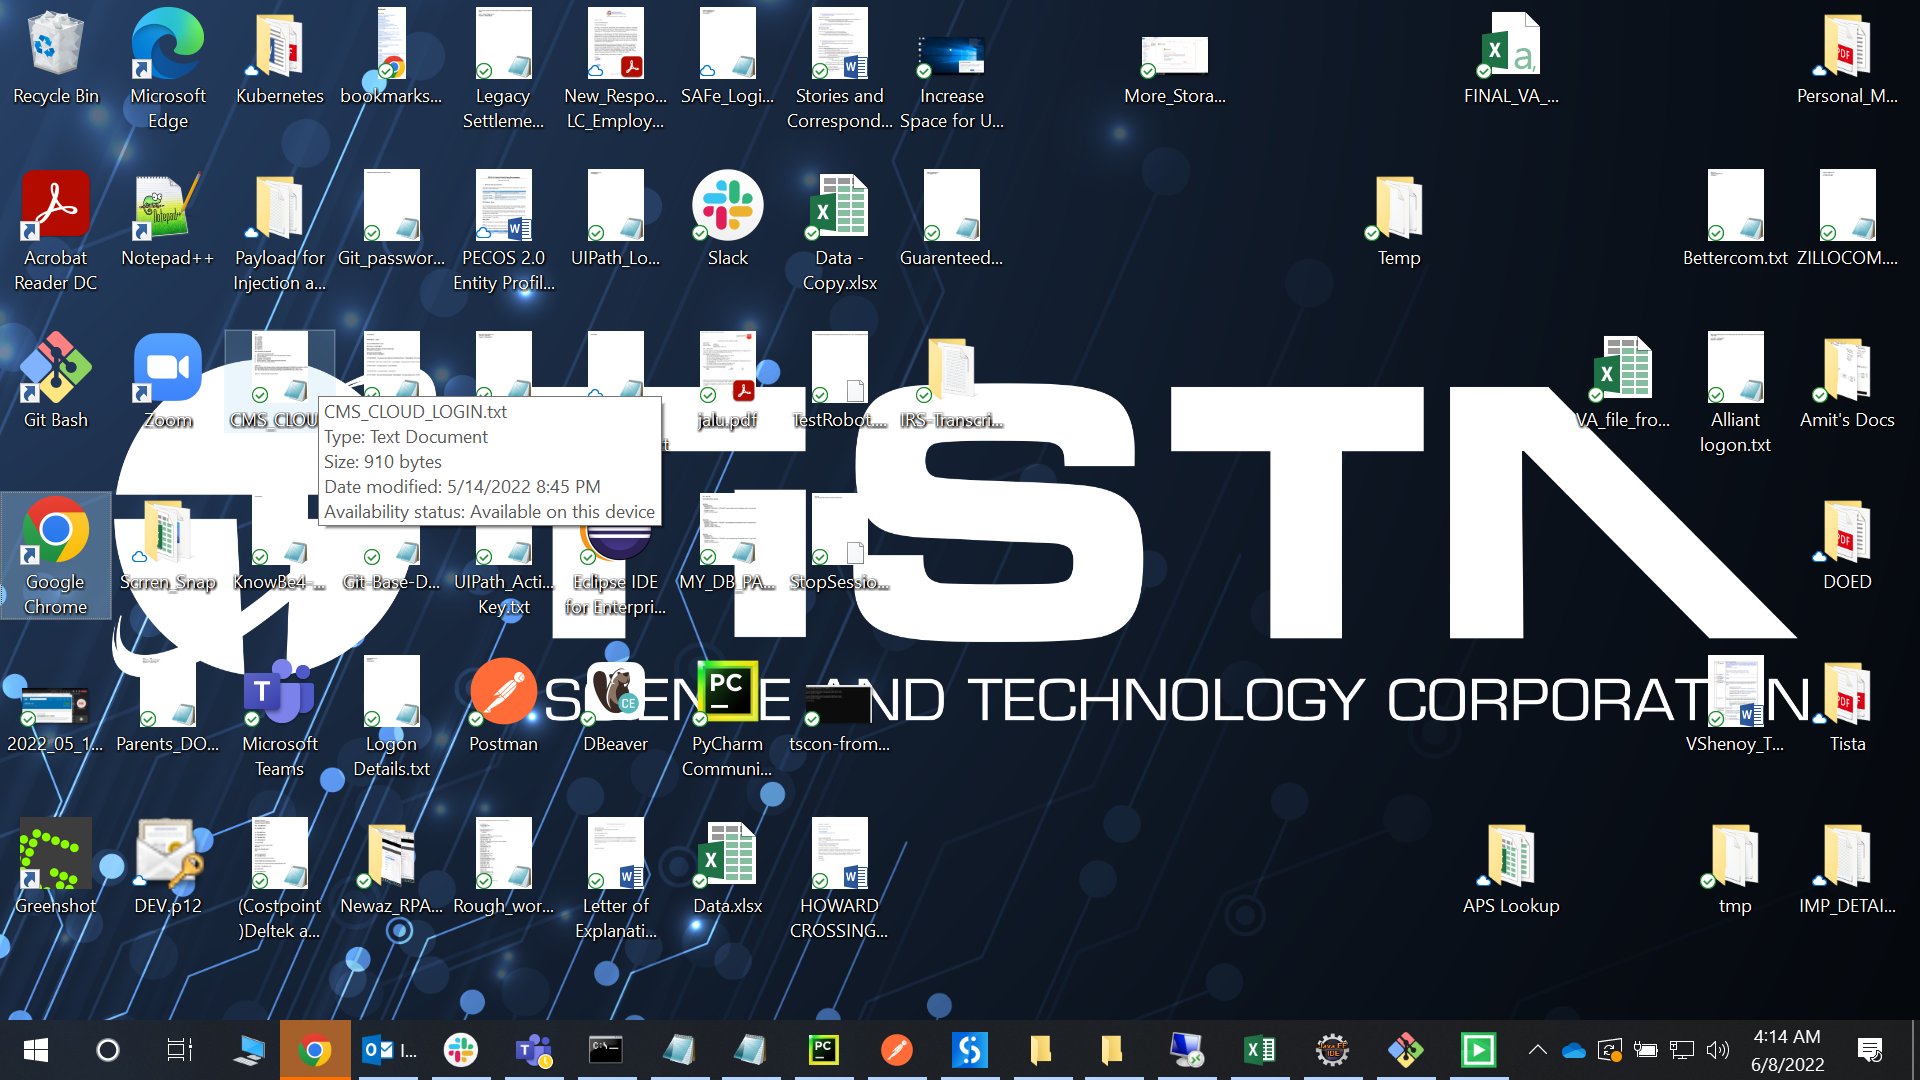 Recycle Bin
Microsoft
Edge
Kubernetes
bookmarks...
Legacy
Settleme...
New_Respo...
LC_Employ...
SAFe_Logi...
Stories and
Correspond...
Increase
Space for U...
More_Stora...
FINAL_VA_...
Personal_M...
Acrobat
Reader DC
Notepad++
Payload for
Injection a...
Git_passwor...
PECOS 2.0
Entity Profil...
UIPath_Lo...
Slack
Data -
Copy.xlsx
Guarenteed...
Temp
Bettercom.txt
ZILLOCOM....
Git Bash
Zoom
CMS_CLOU
jalu.pdf
TestRobot....
IRS-Transcri...
VA_file_fro...
Alliant
logon.txt
Amit's Docs
CMS_CLOUD_LOGIN.txt
Type: Text Document
Size: 910 bytes
Date modified: 5/14/2022 8:45 PM
Availability status: Available on this device
Google
Chrome
Scrren_Snap
KnowBe4-...
Git-Base-D...
UIPath_Acti...
Key.txt
Eclipse IDE
for Enterpri...
MY_DB_PA...
StopSessio...
DOED
SCIENCE AND TECHNOLOGY CORPORATION
2022_05_1...
Parents_DO...
Microsoft
Teams
Logon
Details.txt
Postman
DBeaver
PyCharm
Communi...
tscon-from...
VShenoy_T...
Tista
Greenshot
DEV.p12
(Costpoint
)Deltek a...
Newaz_RPA...
Rough_wor...
Letter of
Explanati...
Data.xlsx
HOWARD
CROSSING...
APS Lookup
tmp
IMP_DETAI...
I...
4:14 AM
6/8/2022